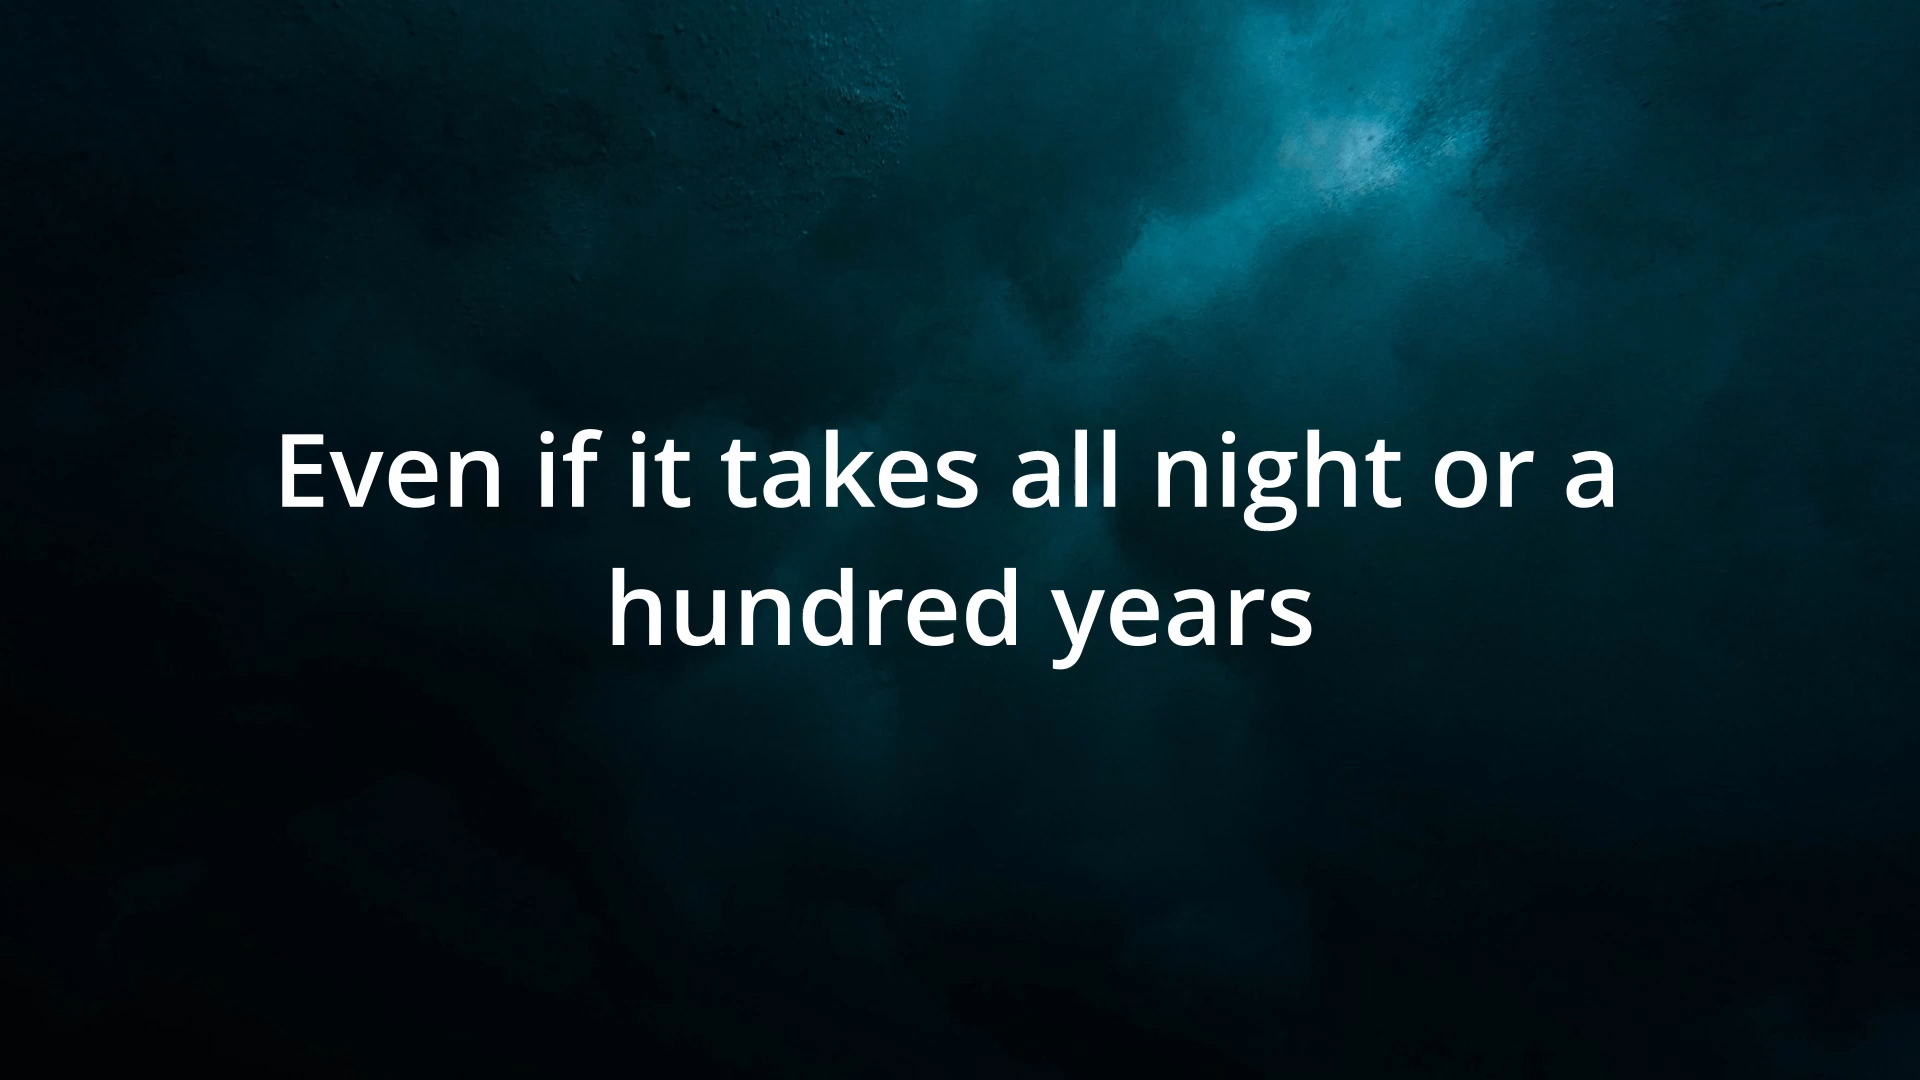 Even if it takes all night or a
hundred years